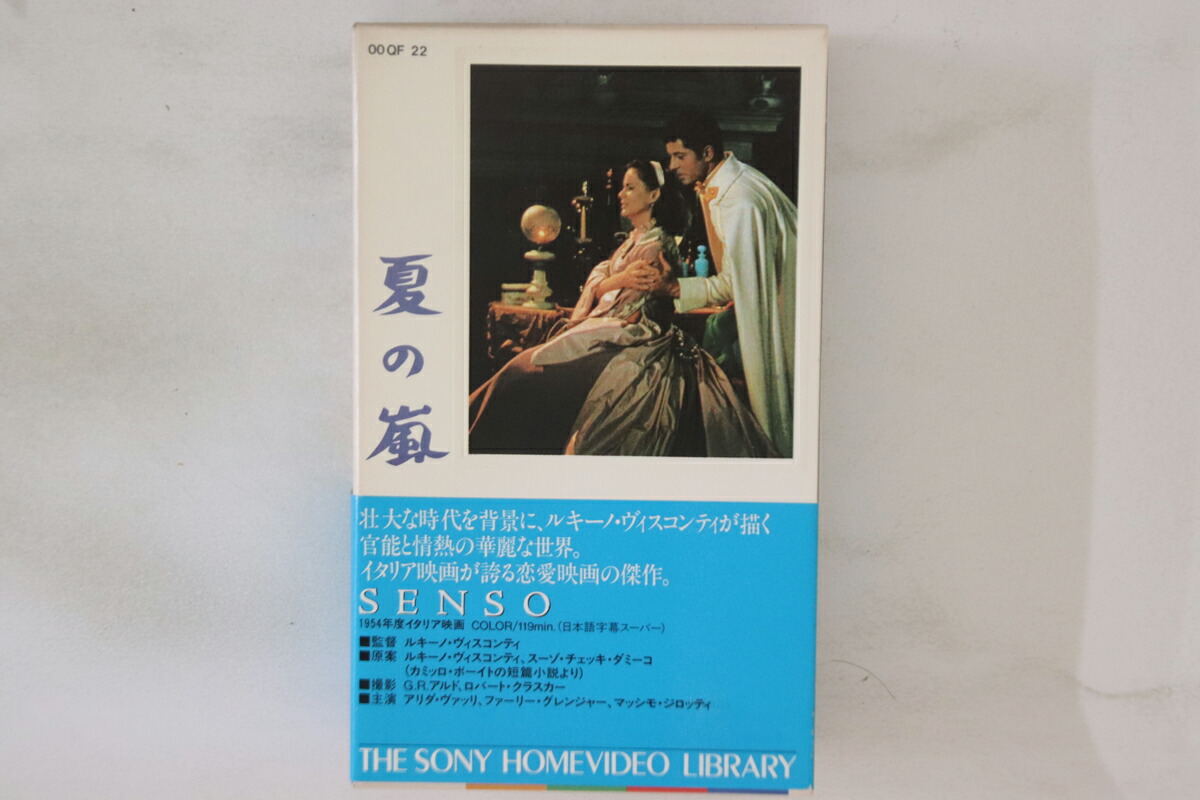 00QF 22
夏の嵐
壮大な時代を背景に、ルキーノ・ヴィスコンティが描く
官能と情熱の華麗な世界。
イタリア映画が誇る恋愛映画の傑作。
SENSO
1954年度イタリア映画 COLOR/119min.(日本語字幕スーパー)
■監督 ルキーノ・ヴィスコンティ
■原案 ルキーノ・ヴィスコンティ、スーゾ・チェッキ・ダミーコ
(カミッロ・ボーイトの短篇小説より)
■撮影 G.R.アルド、ロバート・クラスカー
■主演 アリダ・ヴァッリ、ファーリー・グレンジャー、マッシモ・ジロッティ
THE SONY HOMEVIDEO LIBRARY